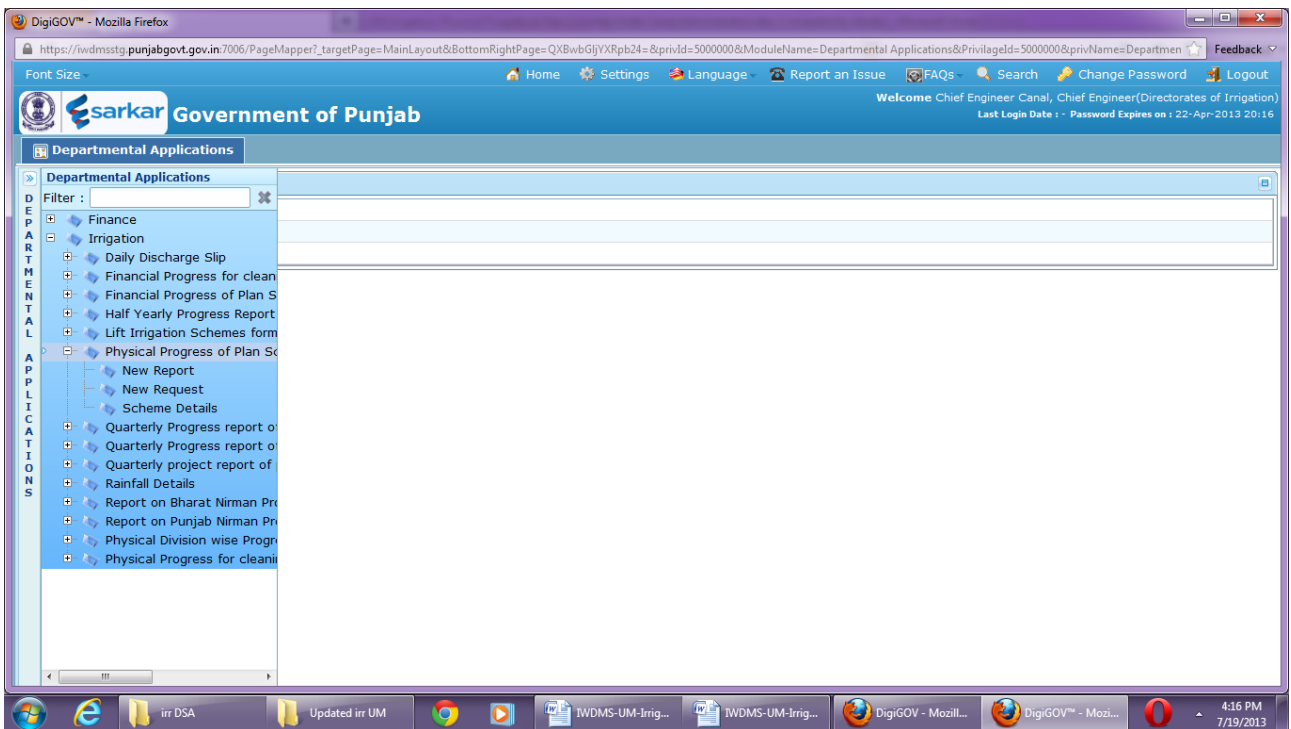 DigiGOV™ - Mozilla Firefox
https://iwdmsstg.punjabgovt.gov.in:7006/PageMapper?_targetPage=MainLayout&BottomRightPage=QXBwbGljYXRpb24=&privId=5000000&ModuleName=Departmental Applications&PrivilageId=5000000&privName=Departmen Feedback
Font Size Home Settings Language Report an Issue FAQs Search Change Password Logout
esarkar Government of Punjab
Welcome Chief Engineer Canal, Chief Engineer(Directorates of Irrigation)
Last Login Date : - Password Expires on : 22-Apr-2013 20:16
Departmental Applications
DEPARTMENTAL APPLICATIONS
Departmental Applications
Filter :
Finance
Irrigation
Daily Discharge Slip
Financial Progress for clean
Financial Progress of Plan S
Half Yearly Progress Report
Lift Irrigation Schemes form
Physical Progress of Plan Sc
New Report
New Request
Scheme Details
Quarterly Progress report of
Quarterly Progress report of
Quarterly project report of
Rainfall Details
Report on Bharat Nirman Pro
Report on Punjab Nirman Pr
Physical Division wise Progre
Physical Progress for cleanin
irr DSA Updated irr UM IWDMS-UM-Irrig... IWDMS-UM-Irrig... DigiGOV - Mozill... DigiGOV™ - Mozi... 4:16 PM
7/19/2013